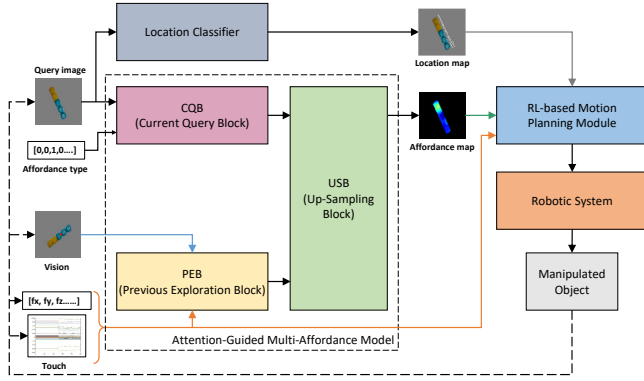 Location Classifier
Location map
Query image
CQB
(Current Query Block)
RL-based Motion
Planning Module
[0,0,1,0....]
Affordance type
Affordance map
USB
(Up-Sampling
Block)
Robotic System
Vision
PEB
(Previous Exploration Block)
Manipulated
Object
[fx, fy, fz......]
Attention-Guided Multi-Affordance Model
Touch